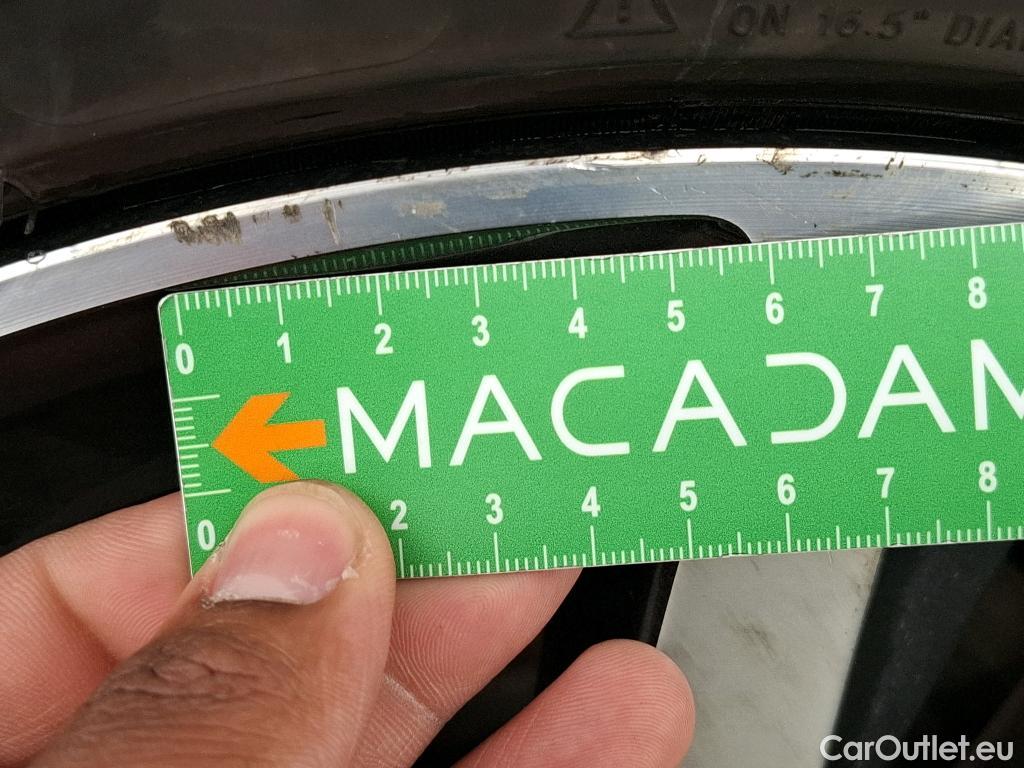 ON 16.5" DIA
0 1 2 3 4 5 6 7 8
MACADAM
0 2 3 4 5 6 7 8
CarOutlet.eu